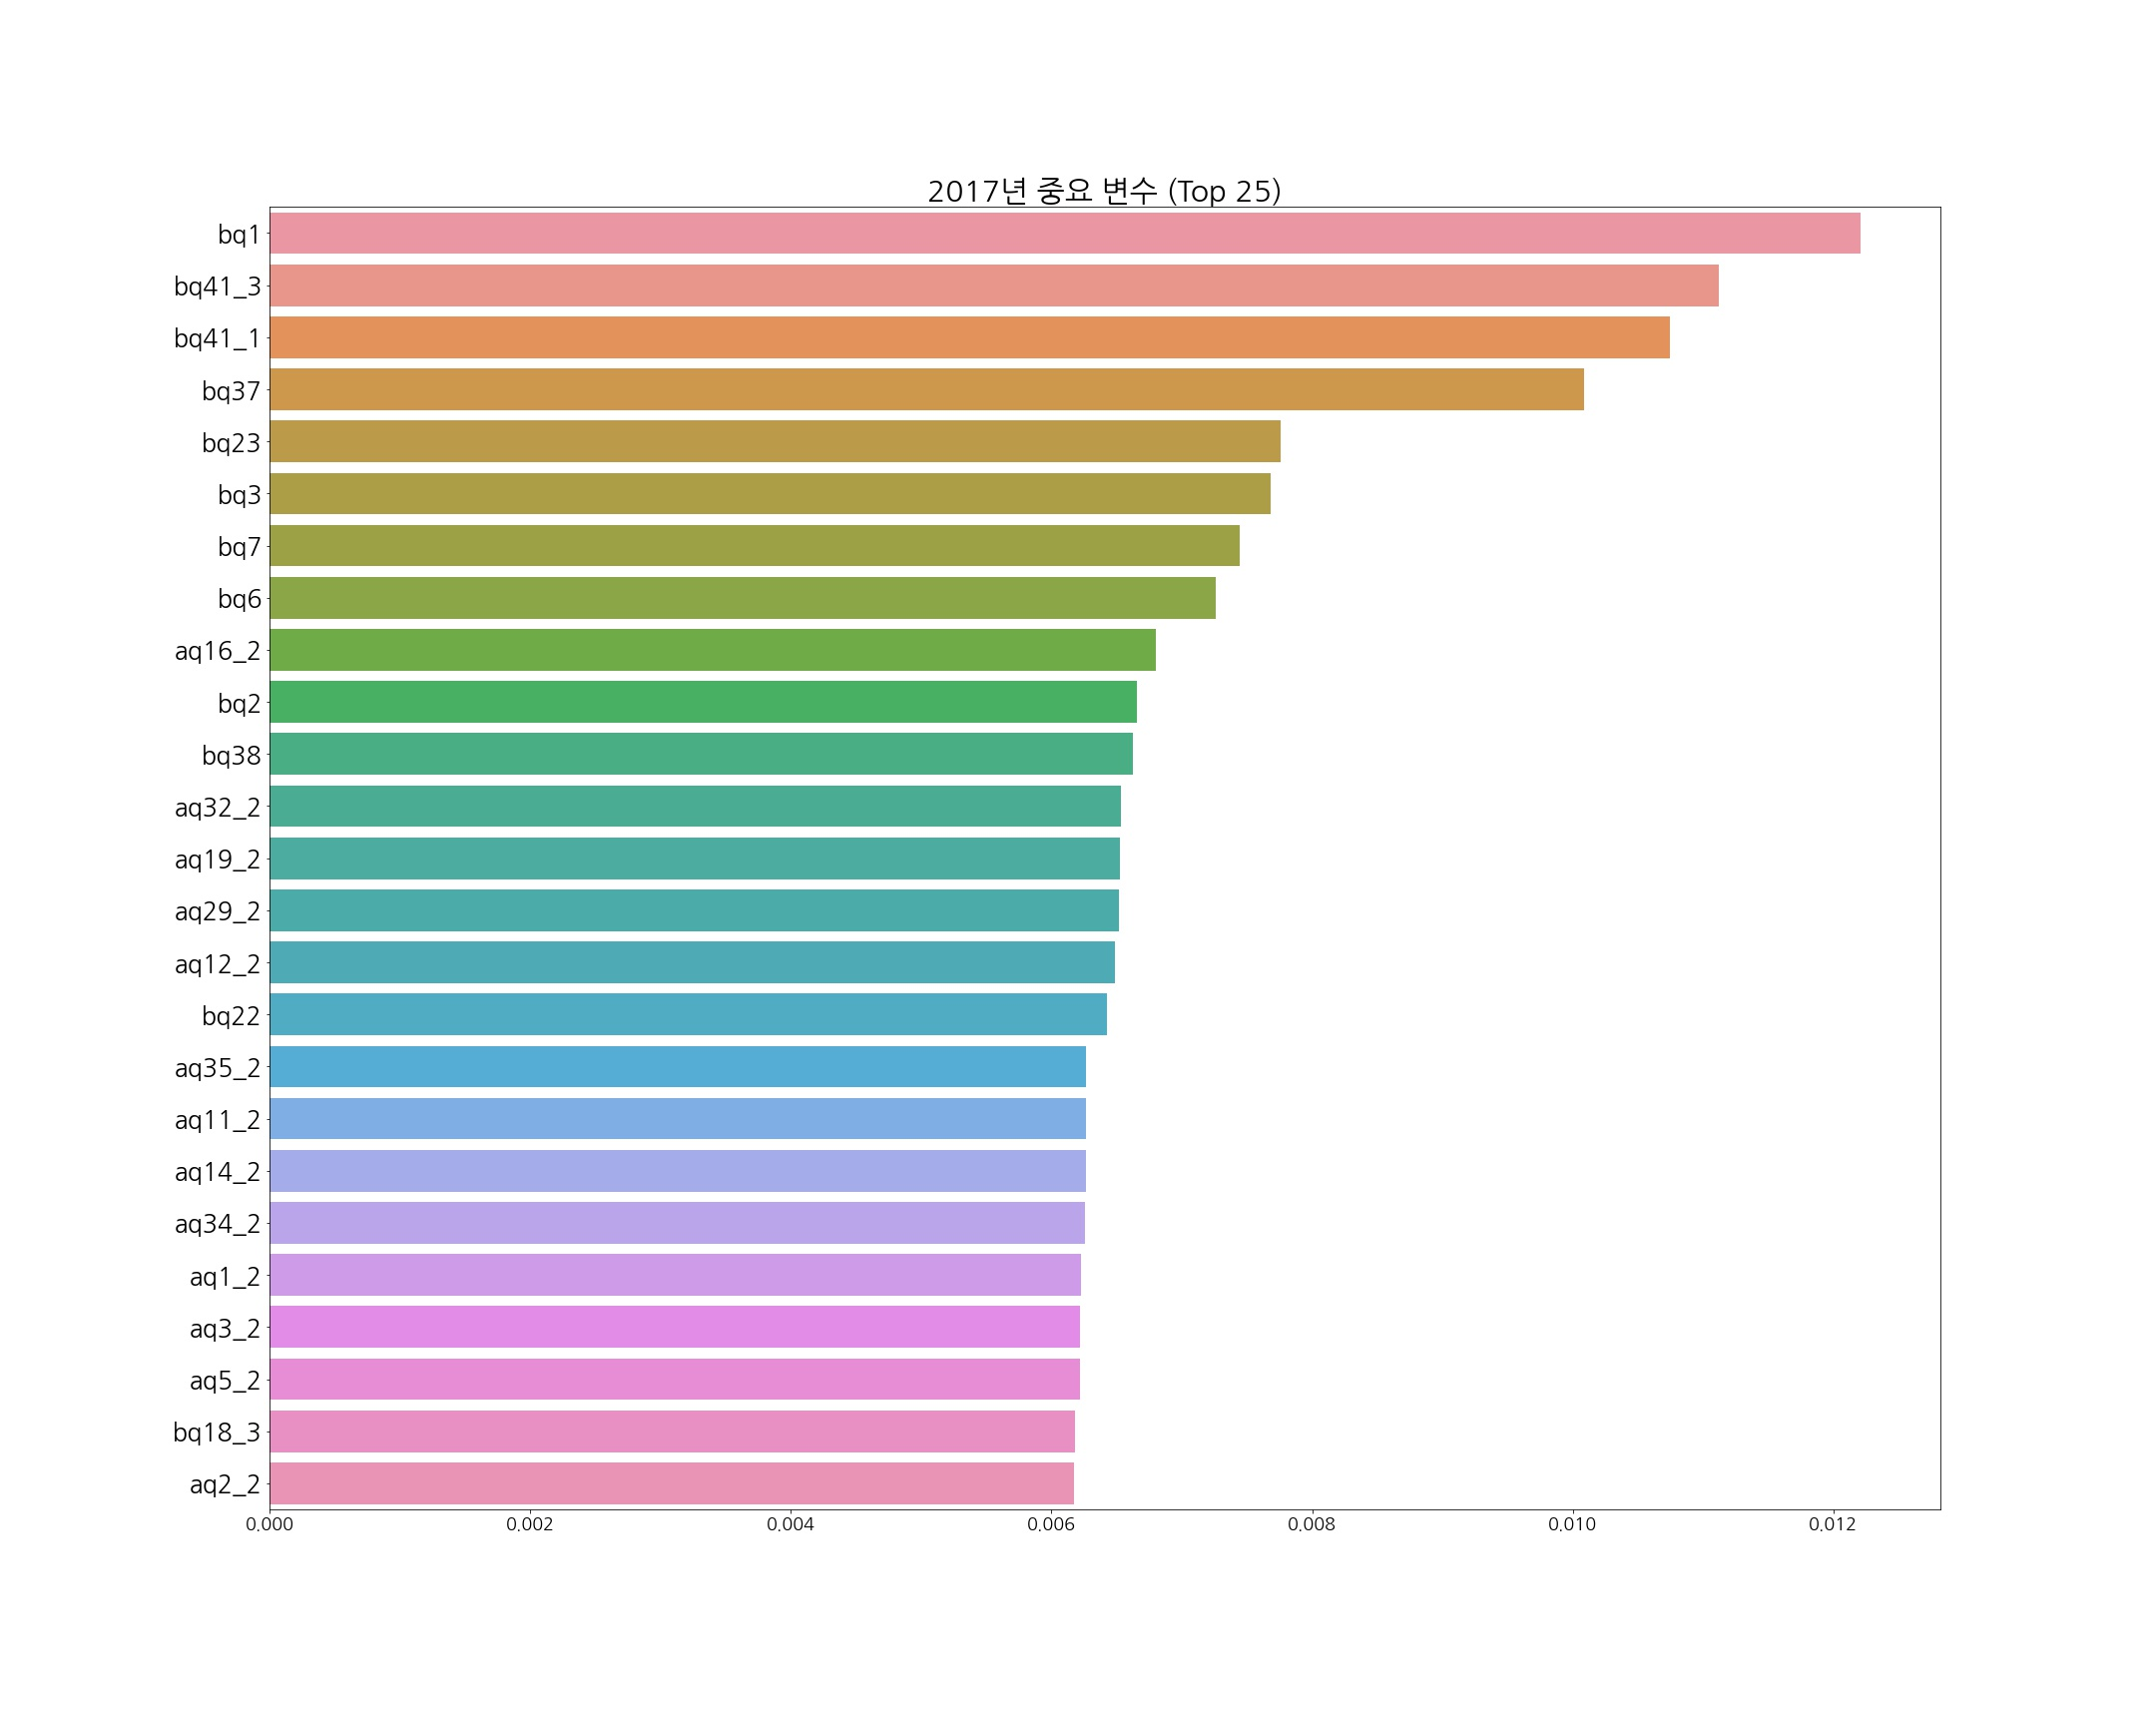 2017년 중요 변수 (Top 25)
bq1
bq41_3
bq41_1
bq37
bq23
bq3
bq7
bq6
aq16_2
bq2
bq38
aq32_2
aq19_2
aq29_2
aq12_2
bq22
aq35_2
aq11_2
aq14_2
aq34_2
aq1_2
aq3_2
aq5_2
bq18_3
aq2_2
0.000 0.002 0.004 0.006 0.008 0.010 0.012